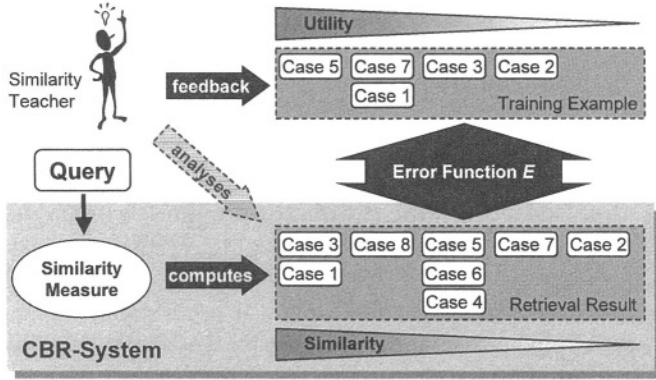 Utility
Similarity
Teacher
feedback
Case 5 Case 7 Case 3 Case 2
Case 1
Training Example
analyses
Error Function E
Query
Similarity
Measure
computes
Case 3 Case 8 Case 5 Case 7 Case 2
Case 1 Case 6
Case 4
Retrieval Result
CBR-System
Similarity